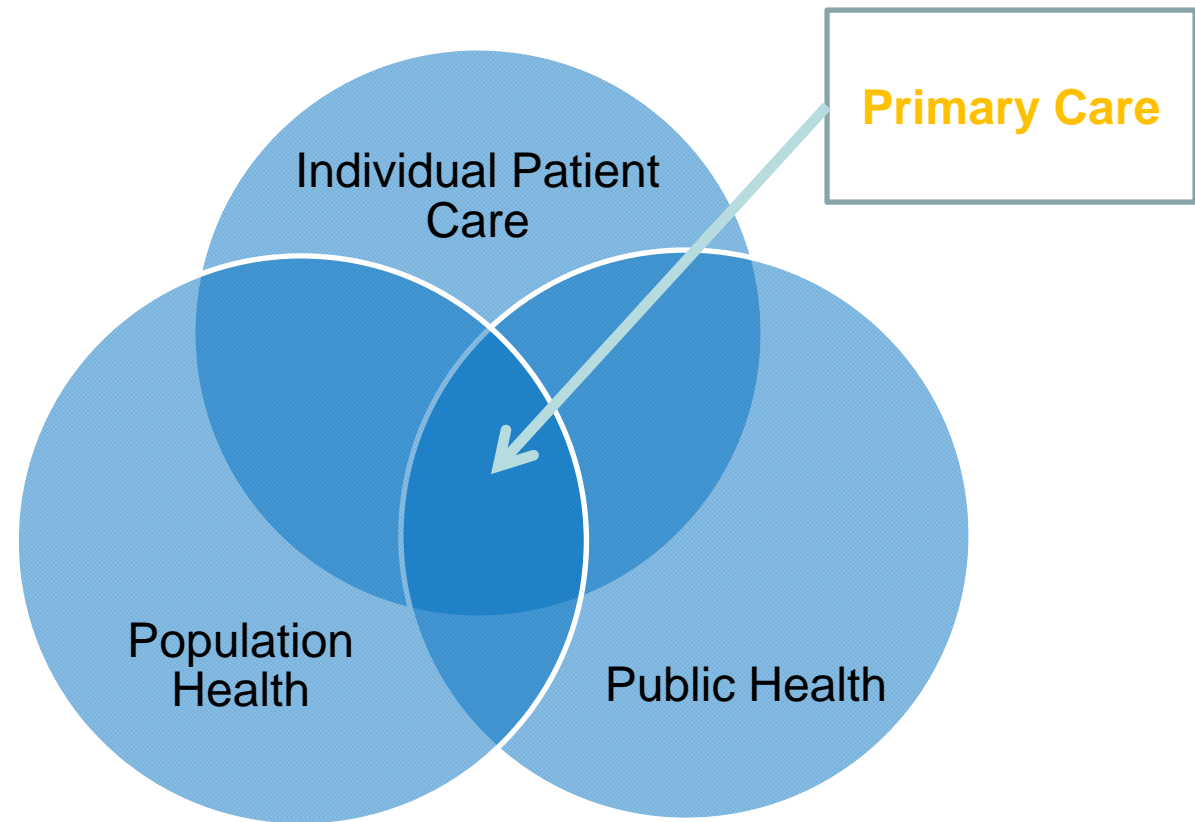 Primary Care
Individual Patient
Care
Population
Health
Public Health